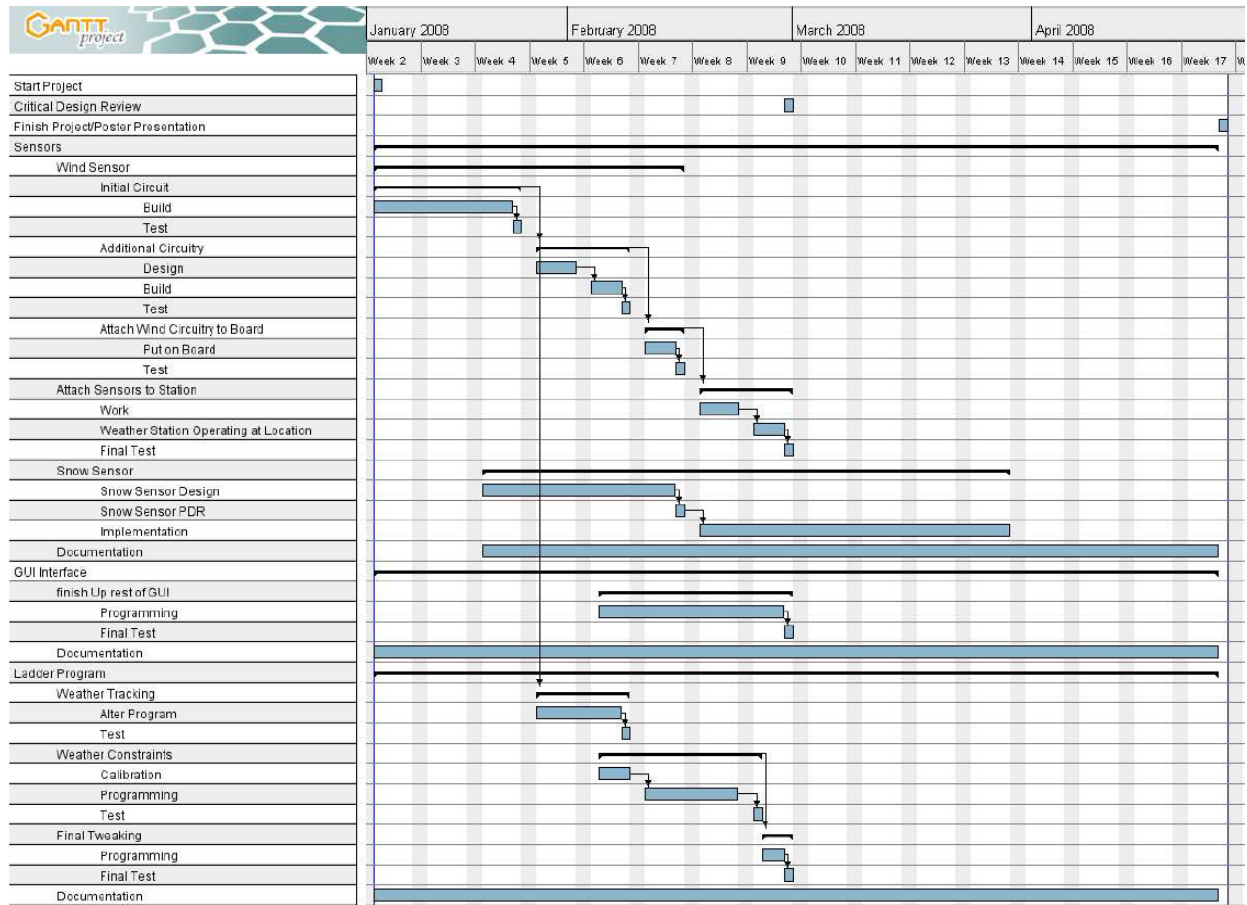 GANTT
project
January 2008 February 2008 March 2008 April 2008
Week 2 Week 3 Week 4 Week 5 Week 6 Week 7 Week 8 Week 9 Week 10 Week 11 Week 12 Week 13 Week 14 Week 15 Week 16 Week 17
Start Project
Critical Design Review
Finish Project/Poster Presentation
Sensors
Wind Sensor
Initial Circuit
Build
Test
Additional Circuitry
Design
Build
Test
Attach Wind Circuitry to Board
Put on Board
Test
Attach Sensors to Station
Work
Weather Station Operating at Location
Final Test
Snow Sensor
Snow Sensor Design
Snow Sensor PDR
Implementation
Documentation
GUI Interface
finish Up rest of GUI
Programming
Final Test
Documentation
Ladder Program
Weather Tracking
Alter Program
Test
Weather Constraints
Calibration
Programming
Test
Final Tweaking
Programming
Final Test
Documentation